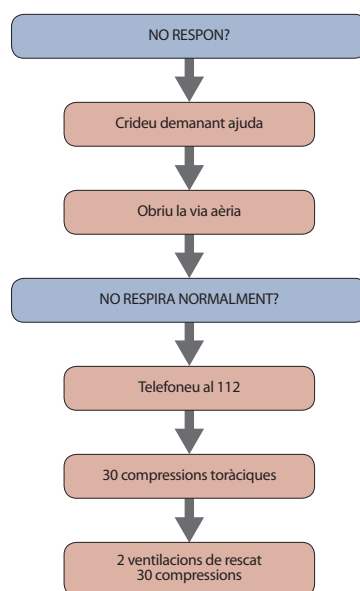 NO RESPON?
Crideu demanant ajuda
Obriu la via aèria
NO RESPIRA NORMALMENT?
Telefoneu al 112
30 compressions toràciques
2 ventilacions de rescat
30 compressions